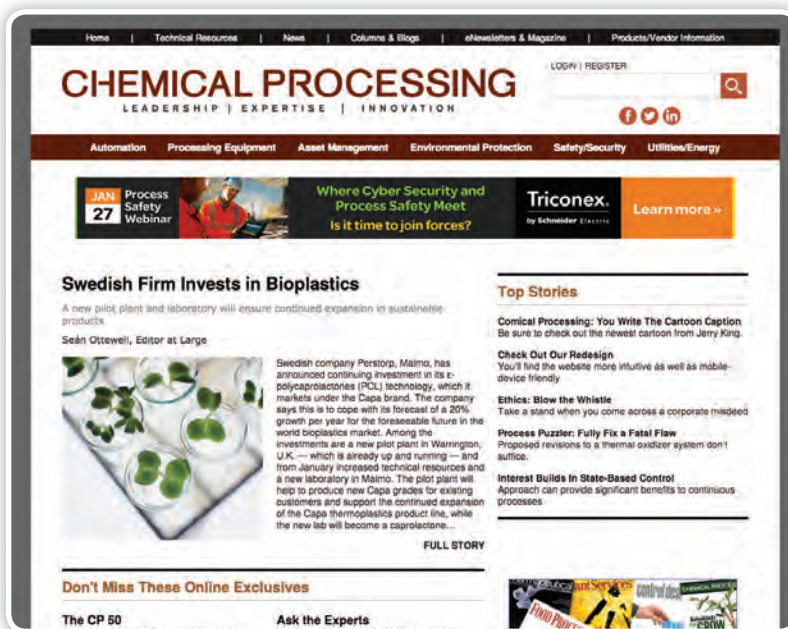 Home | Technical Resources | News | Columns & Blogs | eNewsletters & Magazine | Products/Vendor Information
LOGIN | REGISTER
CHEMICAL PROCESSING
LEADERSHIP | EXPERTISE | INNOVATION
Automation Processing Equipment Asset Management Environmental Protection Safety/Security Utilities/Energy
JAN
27
Process
Safety
Webinar
Where Cyber Security and
Process Safety Meet
Is it time to join forces?
Triconex.
by Schneider Electric
Learn more »
Swedish Firm Invests in Bioplastics
A new pilot plant and laboratory will ensure continued expansion in sustainable
products
Seán Ottewell, Editor at Large
Swedish company Perstorp, Malmo, has
announced continuing investment in its ε-
polycaprolactones (PCL) technology, which it
markets under the Capa brand. The company
says this is to cope with its forecast of a 20%
growth per year for the foreseeable future in the
world bioplastics market. Among the
investments are a new pilot plant in Warrington,
U.K. — which is already up and running — and
from January increased technical resources and
a new laboratory in Malmo. The pilot plant will
help to produce new Capa grades for existing
customers and support the continued expansion
of the Capa thermoplastics product line, while
the new lab will become a caprolactone…
FULL STORY
Top Stories
Comical Processing: You Write The Cartoon Caption
Be sure to check out the newest cartoon from Jerry King.
Check Out Our Redesign
You'll find the website more intuitive as well as mobile-
device friendly
Ethics: Blow the Whistle
Take a stand when you come across a corporate misdeed
Process Puzzler: Fully Fix a Fatal Flaw
Proposed revisions to a thermal oxidizer system don't
suffice.
Interest Builds In State-Based Control
Approach can provide significant benefits to continuous
processes
Don't Miss These Online Exclusives
The CP 50
Ask the Experts
control
FOOD
GROW